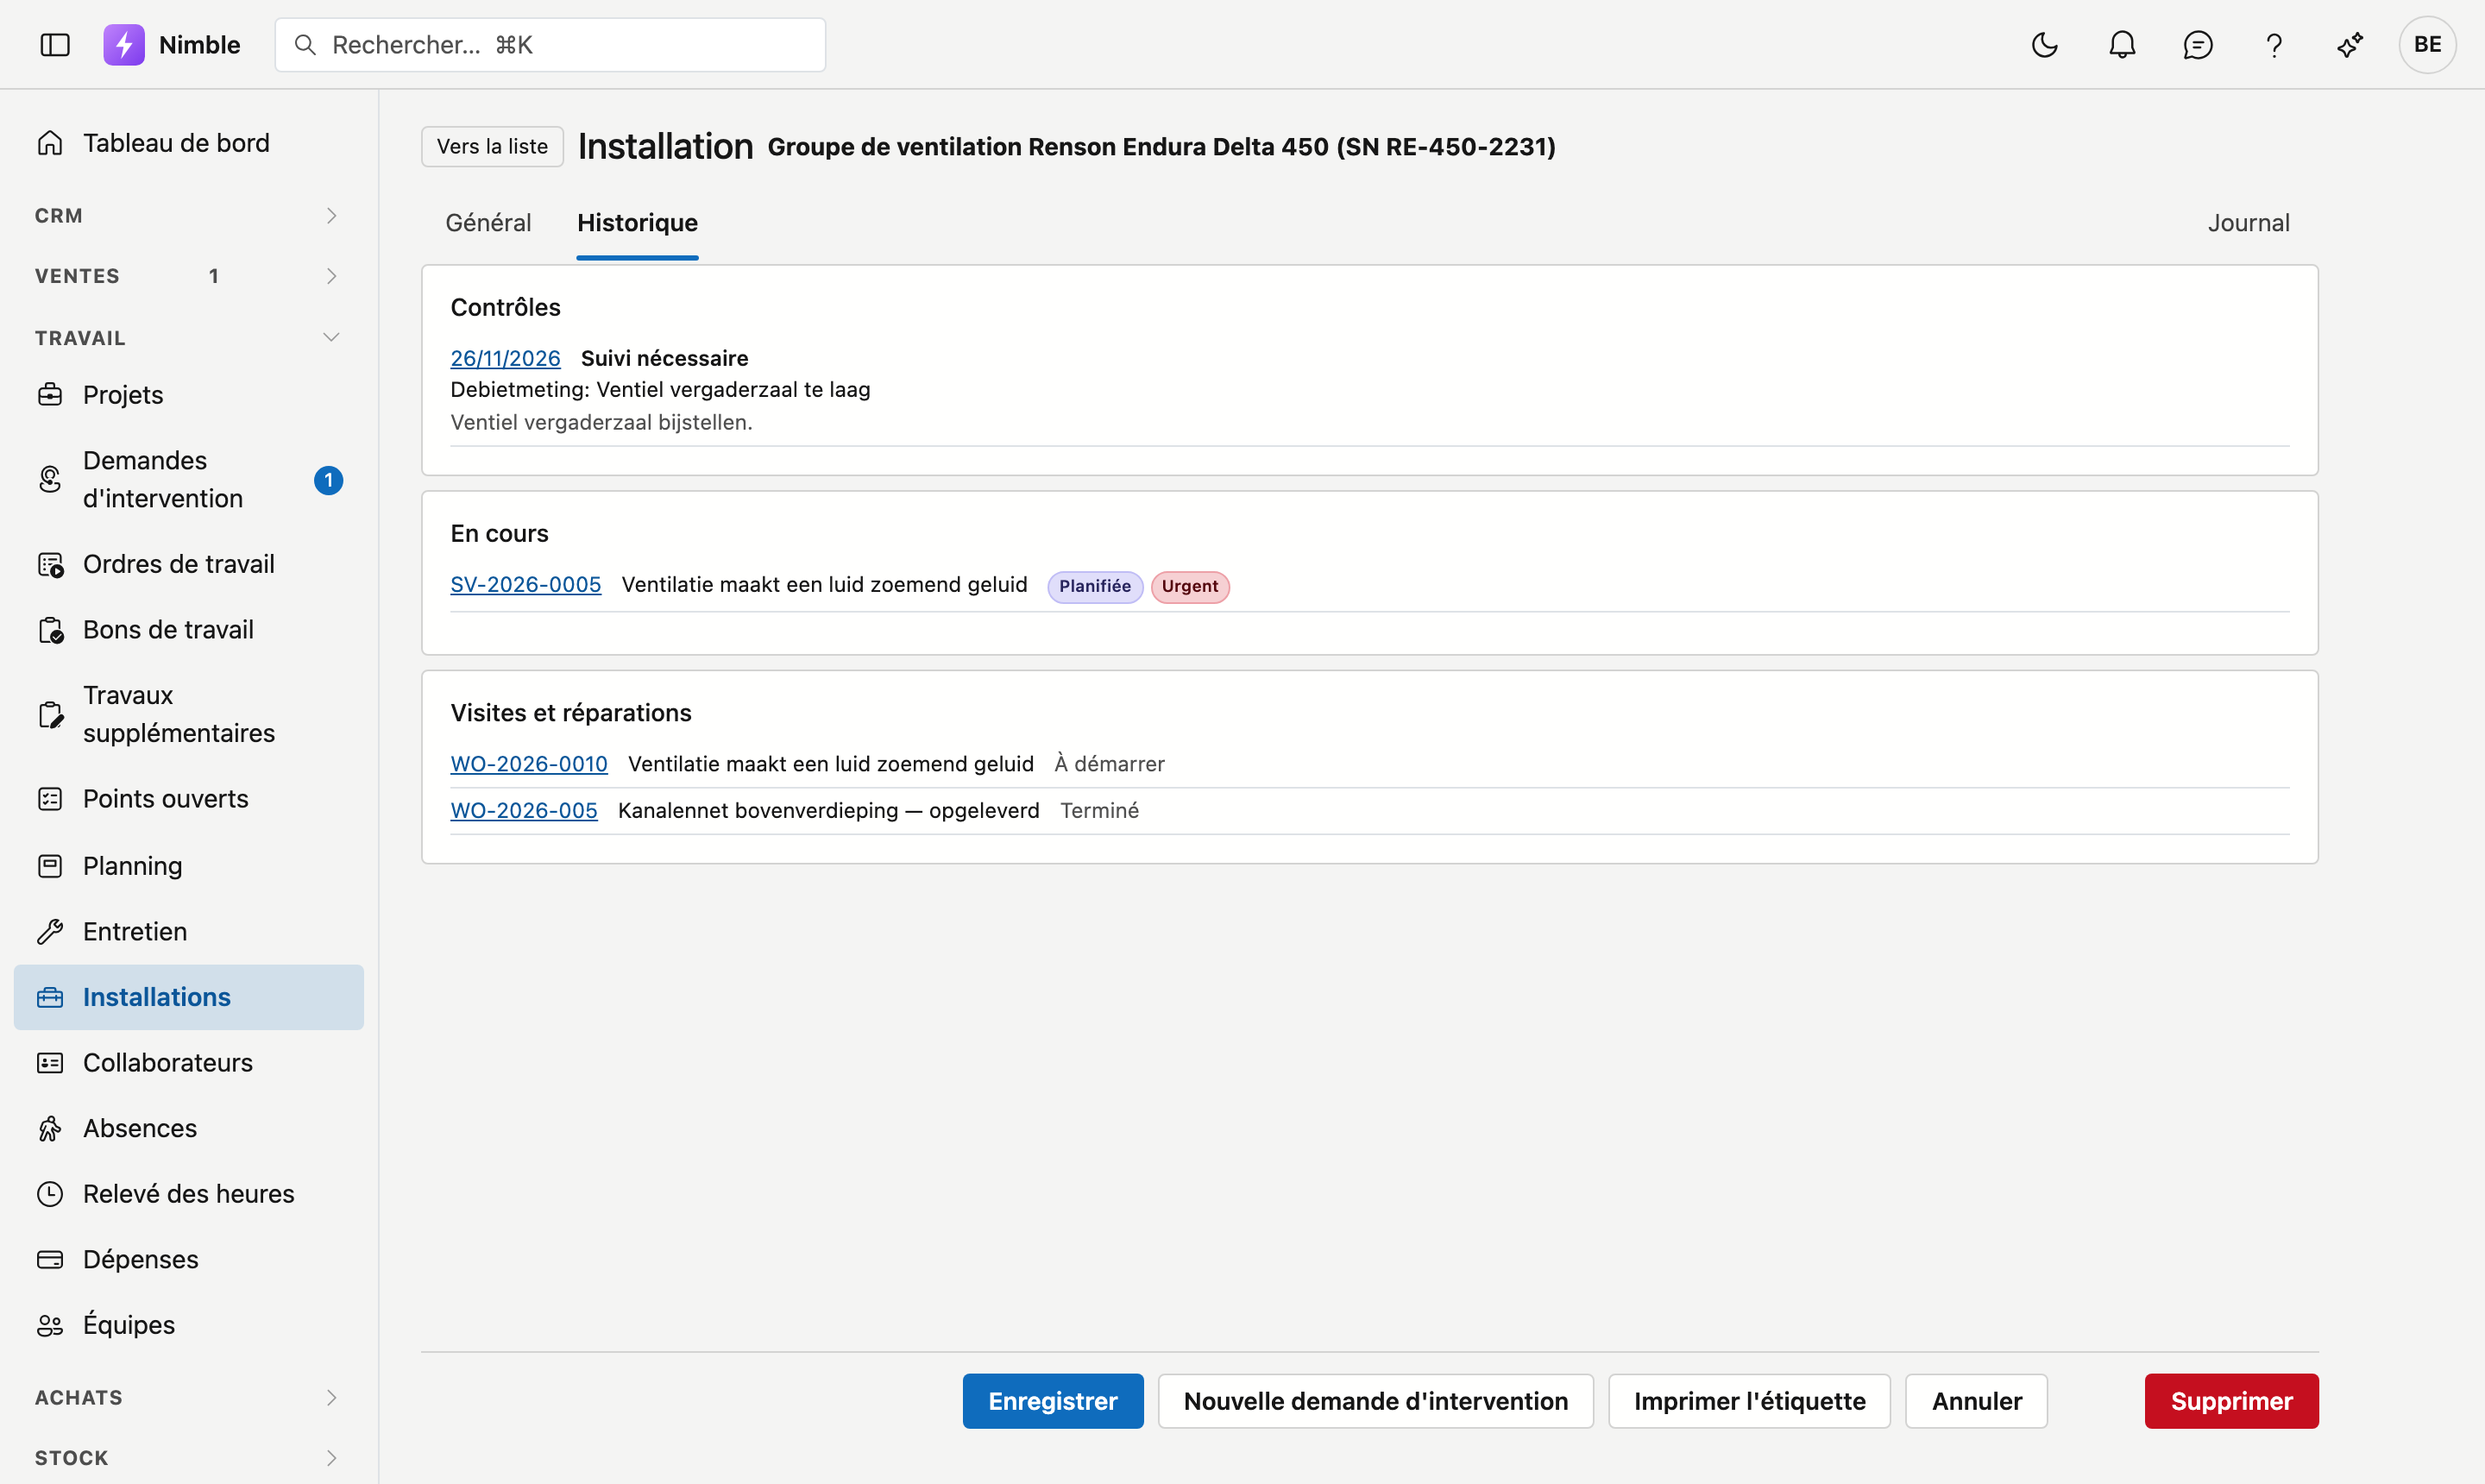 Nimble
Rechercher... ⌘K
BE
Tableau de bord
CRM
VENTES 1
TRAVAIL
Projets
Demandes
d'intervention
1
Ordres de travail
Bons de travail
Travaux
supplémentaires
Points ouverts
Planning
Entretien
Installations
Collaborateurs
Absences
Relevé des heures
Dépenses
Équipes
ACHATS
STOCK
Vers la liste Installation Groupe de ventilation Renson Endura Delta 450 (SN RE-450-2231)
Général Historique Journal
Contrôles
26/11/2026 Suivi nécessaire
Debietmeting: Ventiel vergaderzaal te laag
Ventiel vergaderzaal bijstellen.
En cours
SV-2026-0005 Ventilatie maakt een luid zoemend geluid Planifiée Urgent
Visites et réparations
WO-2026-0010 Ventilatie maakt een luid zoemend geluid À démarrer
WO-2026-005 Kanalennet bovenverdieping — opgeleverd Terminé
Enregistrer Nouvelle demande d'intervention Imprimer l'étiquette Annuler Supprimer